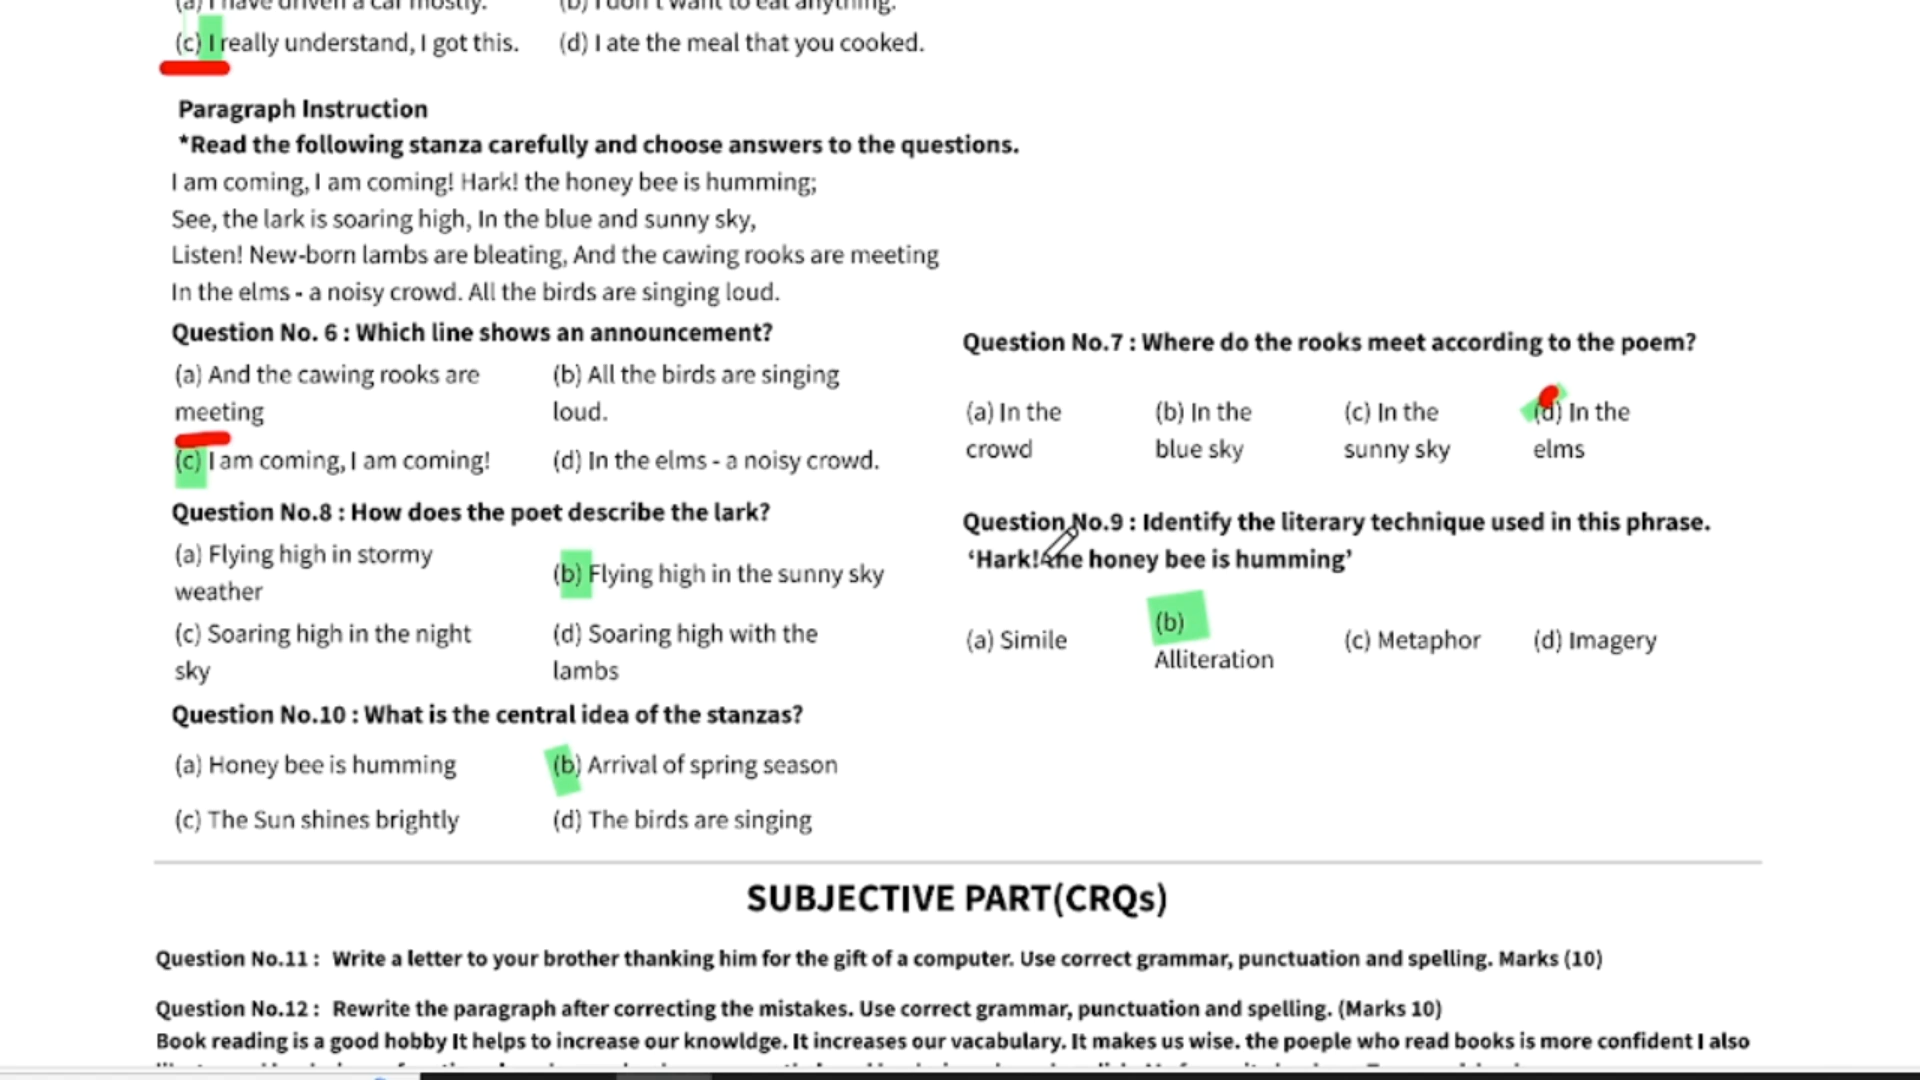 (a) I have driven a car mostly. (b) I don't want to eat anything.
(c) I really understand, I got this. (d) I ate the meal that you cooked.
Paragraph Instruction
*Read the following stanza carefully and choose answers to the questions.
I am coming, I am coming! Hark! the honey bee is humming;
See, the lark is soaring high, In the blue and sunny sky,
Listen! New-born lambs are bleating, And the cawing rooks are meeting
In the elms - a noisy crowd. All the birds are singing loud.
Question No. 6 : Which line shows an announcement?
(a) And the cawing rooks are
meeting
(b) All the birds are singing
loud.
(c) I am coming, I am coming! (d) In the elms - a noisy crowd.
Question No.7 : Where do the rooks meet according to the poem?
(a) In the
crowd
(b) In the
blue sky
(c) In the
sunny sky
(d) In the
elms
Question No.8 : How does the poet describe the lark?
(a) Flying high in stormy
weather
(b) Flying high in the sunny sky
(c) Soaring high in the night
sky
(d) Soaring high with the
lambs
Question No.9 : Identify the literary technique used in this phrase.
‘Hark! the honey bee is humming’
(a) Simile
(b)
Alliteration
(c) Metaphor
(d) Imagery
Question No.10 : What is the central idea of the stanzas?
(a) Honey bee is humming (b) Arrival of spring season
(c) The Sun shines brightly (d) The birds are singing
SUBJECTIVE PART(CRQs)
Question No.11 : Write a letter to your brother thanking him for the gift of a computer. Use correct grammar, punctuation and spelling. Marks (10)
Question No.12 : Rewrite the paragraph after correcting the mistakes. Use correct grammar, punctuation and spelling. (Marks 10)
Book reading is a good hobby It helps to increase our knowldge. It increases our vacabulary. It makes us wise. the poeple who read books is more confident I also